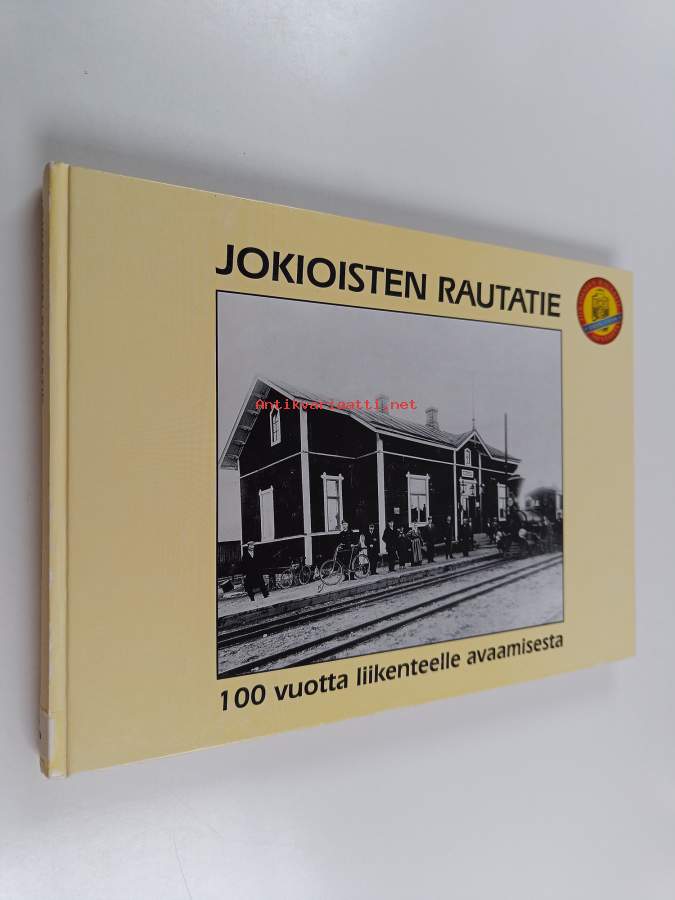 JOKIOISTEN RAUTATIE
Antikvariaatti.net
100 vuotta liikenteelle avaamisesta